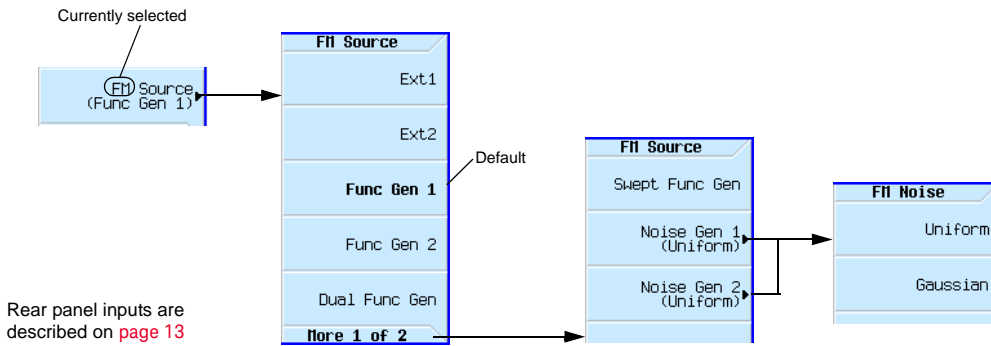 Currently selected
FM Source
(Func Gen 1)
FM Source
Ext1
Ext2
Func Gen 1
Default
Func Gen 2
Dual Func Gen
More 1 of 2
Rear panel inputs are
described on page 13
FM Source
Swept Func Gen
Noise Gen 1
(Uniform)
Noise Gen 2
(Uniform)
FM Noise
Uniform
Gaussian